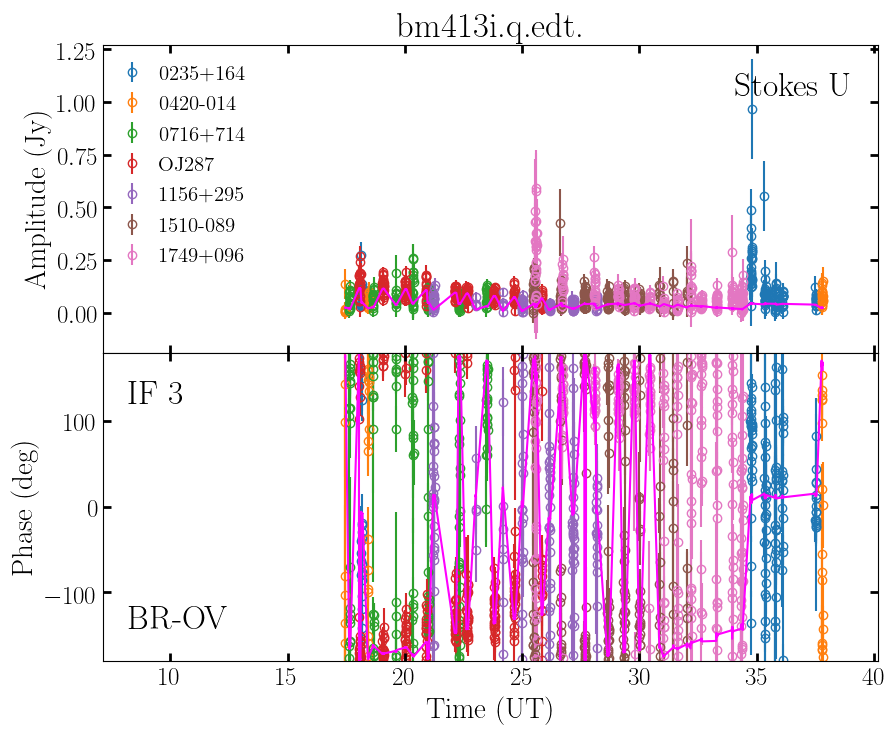 bm413i.q.edt.
Stokes U
0235+164
0420-014
0716+714
OJ287
1156+295
1510-089
1749+096
Amplitude (Jy)
1.25
1.00
0.75
0.50
0.25
0.00
IF 3
BR-OV
Phase (deg)
100
0
−100
10
15
20
25
30
35
40
Time (UT)